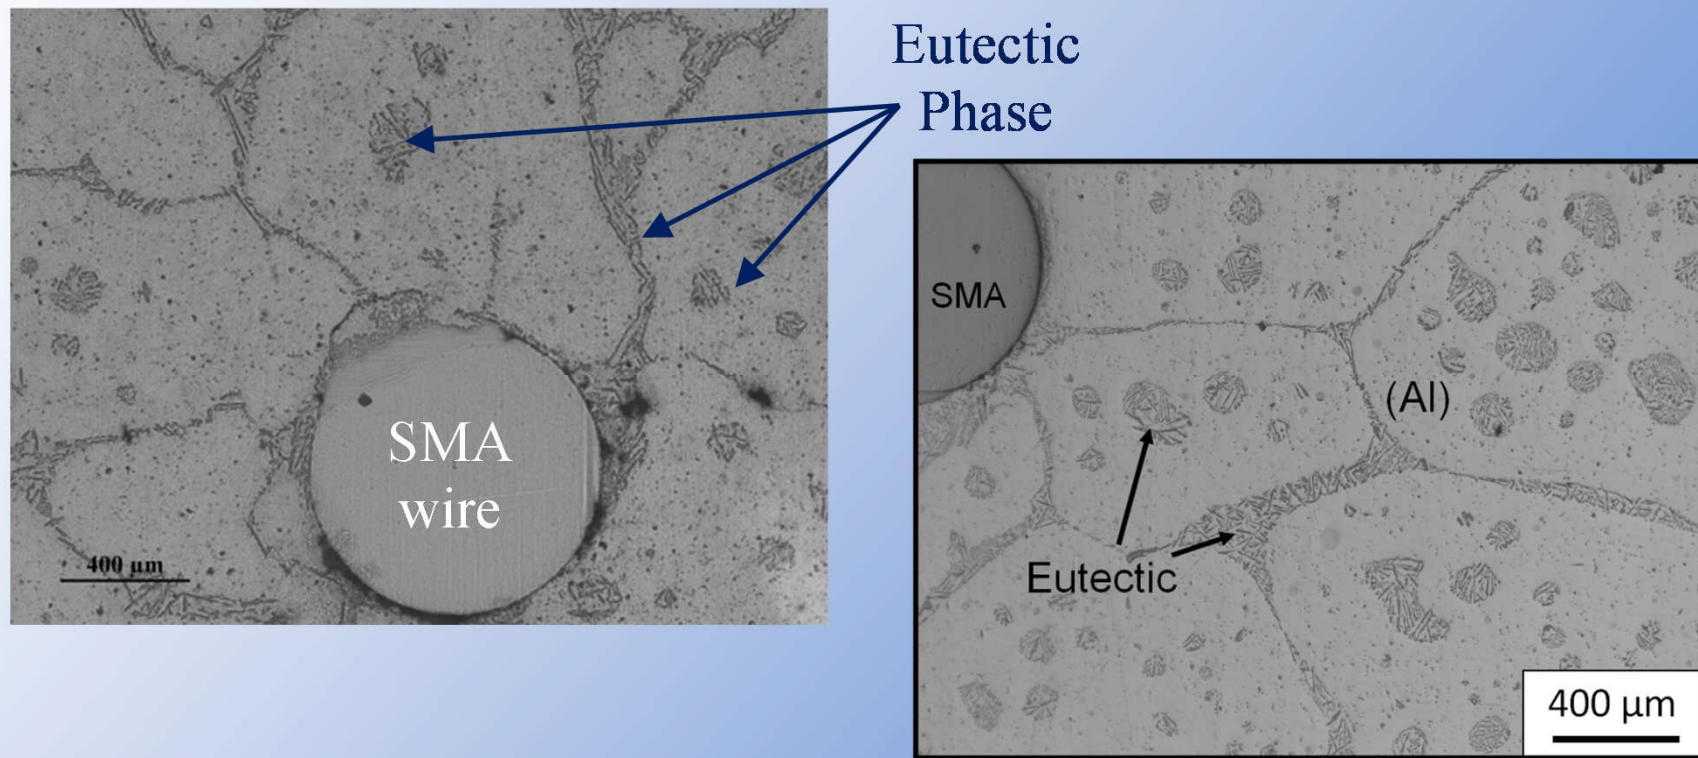 Eutectic
Phase
SMA
wire
400 μm
SMA
(Al)
Eutectic
400 μm